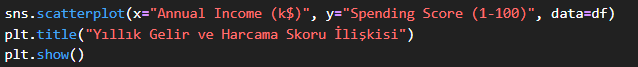 sns.scatterplot(x="Annual Income (k$)", y="Spending Score (1-100)", data=df)
plt.title("Yıllık Gelir ve Harcama Skoru İlişkisi")
plt.show()